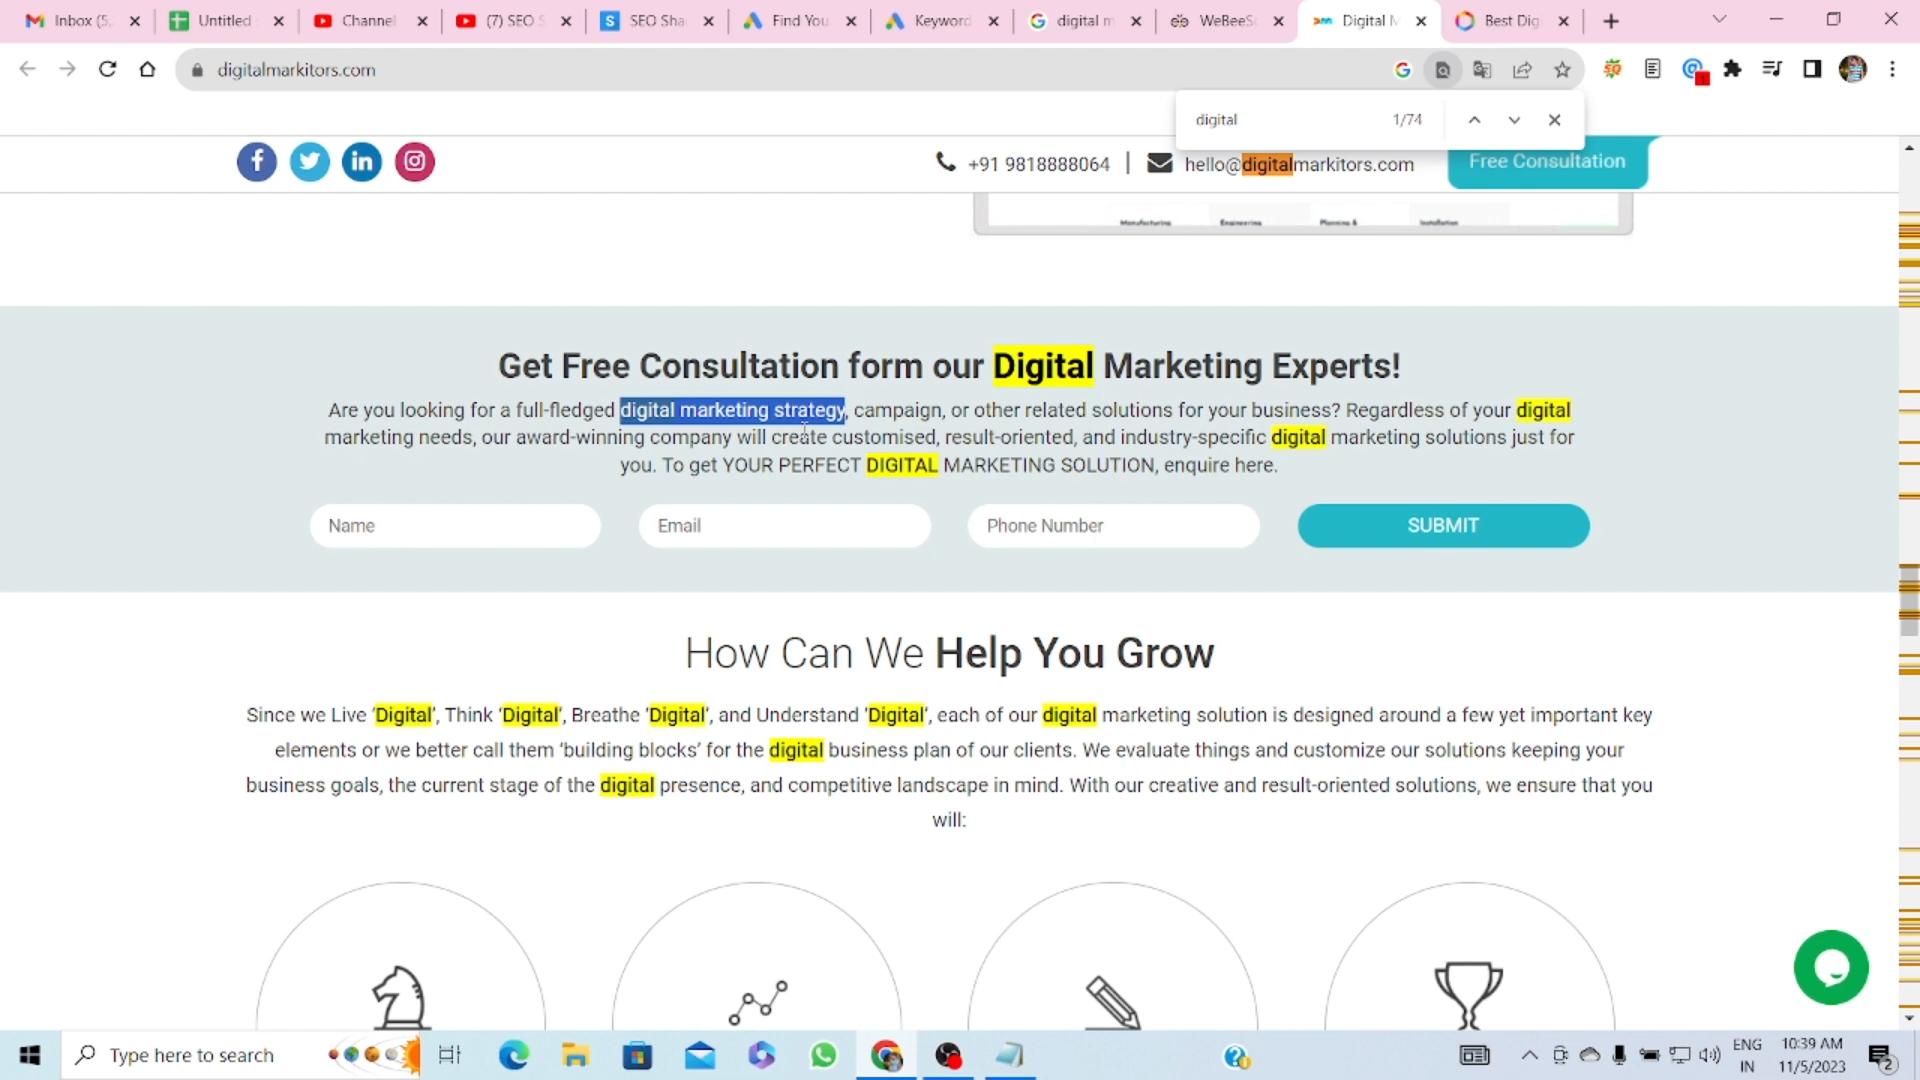 Inbox (5,
Untitled
Channel
(7) SEO S
SEO Sha
Find You
Keyword
digital m
WeBeeSo
Digital M
Best Dig
digitalmarkitors.com
digital 1/74
+91 9818888064 | hello@digitalmarkitors.com
Free Consultation
Manufacturing Engineering Planning & Installation
Get Free Consultation form our Digital Marketing Experts!
Are you looking for a full-fledged digital marketing strategy, campaign, or other related solutions for your business? Regardless of your digital
marketing needs, our award-winning company will create customised, result-oriented, and industry-specific digital marketing solutions just for
you. To get YOUR PERFECT DIGITAL MARKETING SOLUTION, enquire here.
Name Email Phone Number SUBMIT
How Can We Help You Grow
Since we Live ‘Digital’, Think ‘Digital’, Breathe ‘Digital’, and Understand ‘Digital’, each of our digital marketing solution is designed around a few yet important key
elements or we better call them ‘building blocks’ for the digital business plan of our clients. We evaluate things and customize our solutions keeping your
business goals, the current stage of the digital presence, and competitive landscape in mind. With our creative and result-oriented solutions, we ensure that you
will:
Type here to search
ENG
IN
10:39 AM
11/5/2023
2